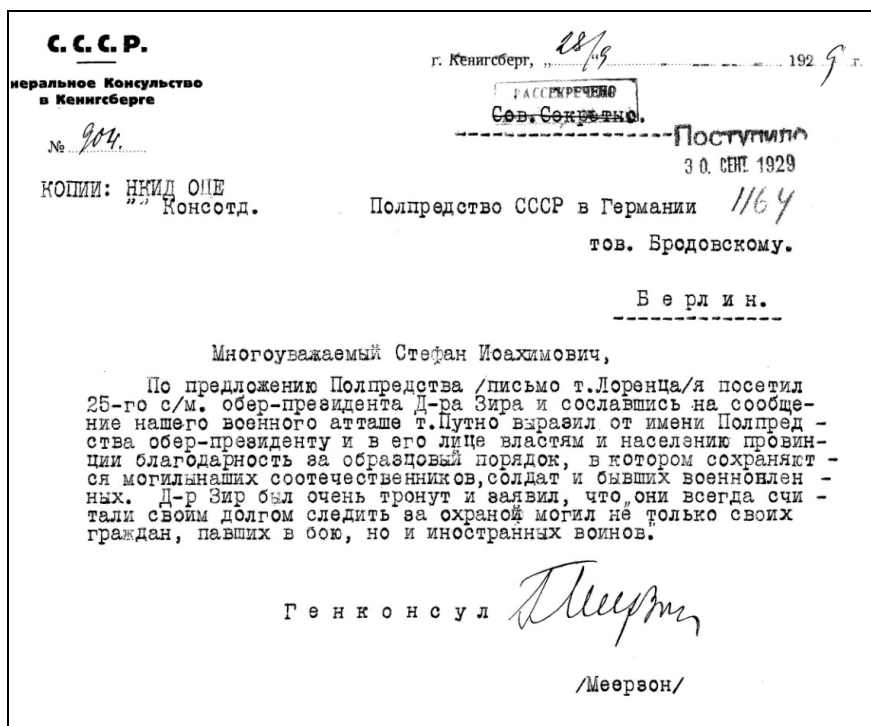 С. С. С. Р.
неральное Консульство
в Кенигсберге
№ 904.
г. Кенигсберг, „ 28/9 “ 1929 г.
РАССЕКРЕЧЕНО
Сов. Секретно.
Поступило
30. СЕНТ. 1929
1164
КОПИИ: НКИД ОЦЕ
"" Консотд.
Полпредство СССР в Германии
тов. Бродовскому.
Б е р л и н.
Многоуважаемый Стефан Иоахимович,
По предложению Полпредства /письмо т.Лоренца/я посетил
25-го с/м. обер-президента Д-ра Зира и сославшись на сообще-
ние нашего военного атташе т.Путно выразил от имени Полпред -
ства обер-президенту и в его лице властям и населению провин-
ции благодарность за образцовый порядок, в котором сохраняют -
ся могилынаших соотечественников,солдат и бывших военноплен -
ных. Д-р Зир был очень тронут и заявил, что „они всегда счи -
тали своим долгом следить за охраной могил не только своих
граждан, павших в бою, но и иностранных воинов."
Г е н к о н с у л
/Меерзон/